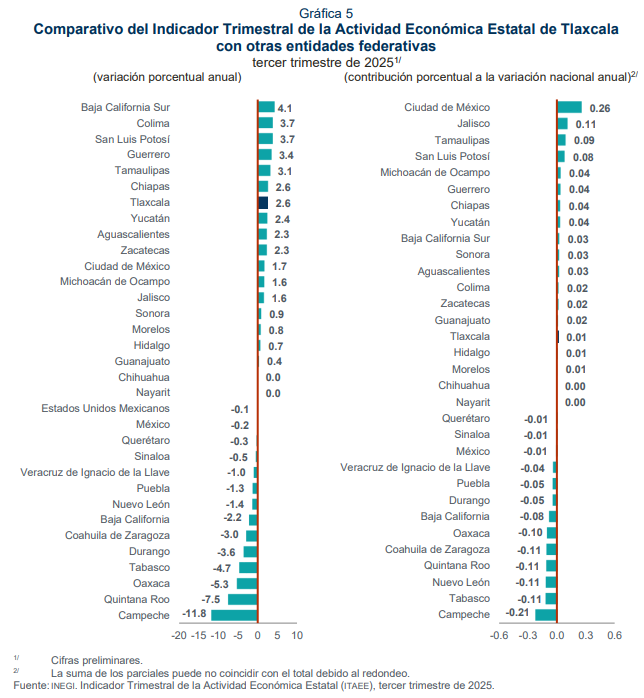 Gráfica 5
Comparativo del Indicador Trimestral de la Actividad Económica Estatal de Tlaxcala
con otras entidades federativas
tercer trimestre de 2025 1/
(variación porcentual anual)
Baja California Sur 4.1
Colima 3.7
San Luis Potosí 3.7
Guerrero 3.4
Tamaulipas 3.1
Chiapas 2.6
Tlaxcala 2.6
Yucatán 2.4
Aguascalientes 2.3
Zacatecas 2.3
Ciudad de México 1.7
Michoacán de Ocampo 1.6
Jalisco 1.6
Sonora 0.9
Morelos 0.8
Hidalgo 0.7
Guanajuato 0.4
Chihuahua 0.0
Nayarit 0.0
Estados Unidos Mexicanos -0.1
México -0.2
Querétaro -0.3
Sinaloa -0.5
Veracruz de Ignacio de la Llave -1.0
Puebla -1.3
Nuevo León -1.4
Baja California -2.2
Coahuila de Zaragoza -3.0
Durango -3.6
Tabasco -4.7
Oaxaca -5.3
Quintana Roo -7.5
Campeche -11.8
-20 -15 -10 -5 0 5 10
(contribución porcentual a la variación nacional anual) 2/
Ciudad de México 0.26
Jalisco 0.11
Tamaulipas 0.09
San Luis Potosí 0.08
Michoacán de Ocampo 0.04
Guerrero 0.04
Chiapas 0.04
Yucatán 0.04
Baja California Sur 0.03
Sonora 0.03
Aguascalientes 0.03
Colima 0.02
Zacatecas 0.02
Guanajuato 0.02
Tlaxcala 0.01
Hidalgo 0.01
Morelos 0.01
Chihuahua 0.00
Nayarit 0.00
Querétaro -0.01
Sinaloa -0.01
México -0.01
Veracruz de Ignacio de la Llave -0.04
Puebla -0.05
Durango -0.05
Baja California -0.08
Oaxaca -0.10
Coahuila de Zaragoza -0.11
Quintana Roo -0.11
Nuevo León -0.11
Tabasco -0.11
Campeche -0.21
-0.6 -0.3 0.0 0.3 0.6
1/ Cifras preliminares.
2/ La suma de los parciales puede no coincidir con el total debido al redondeo.
Fuente: INEGI. Indicador Trimestral de la Actividad Económica Estatal (ITAEE), tercer trimestre de 2025.